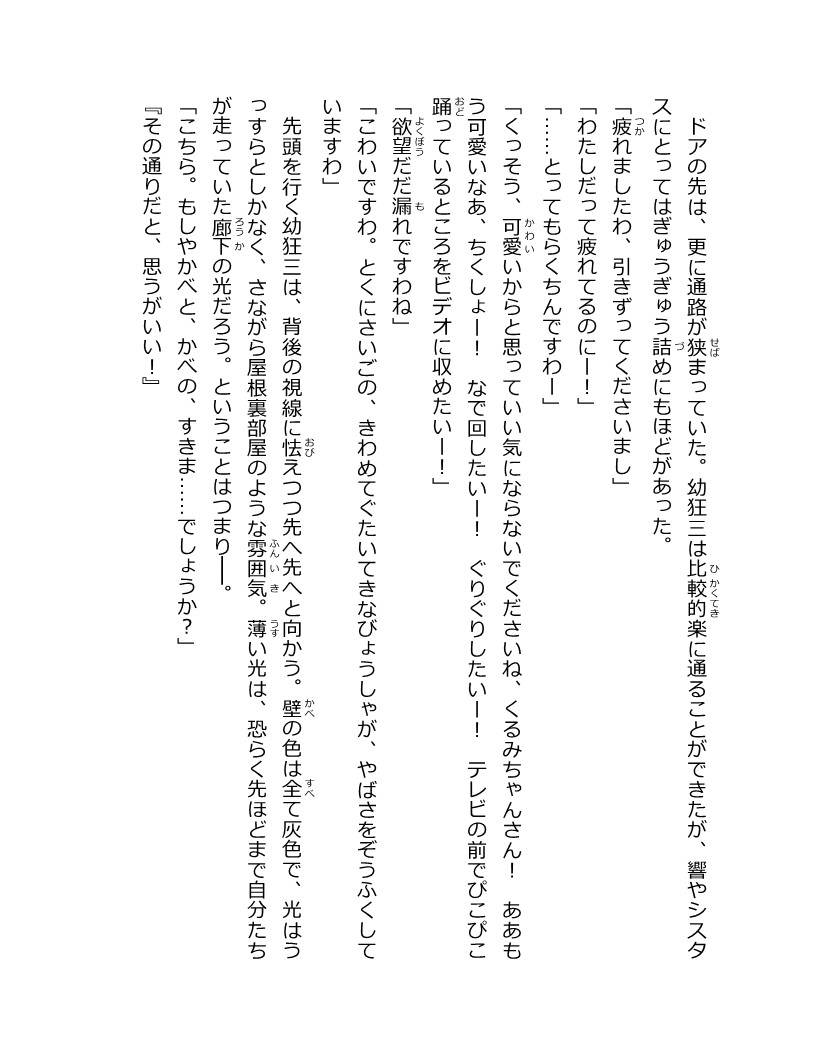 ドアの先は、更に通路が狭まっていた。幼狂三は比較的楽に通ることができたが、響やシスタ
スにとってはぎゅうぎゅう詰めにもほどがあった。
「疲れましたわ、引きずってくださいまし」
「わたしだって疲れてるのにー！」
「……とってもらくちんですわー」
「くっそう、可愛いからと思っていい気にならないでくださいね、くるみちゃんさん！　ああも
う可愛いなあ、ちくしょー！　なで回したいー！　ぐりぐりしたいー！　テレビの前でぴこぴこ
踊っているところをビデオに収めたいー！」
「欲望だだ漏れですわね」
「こわいですわ。とくにさいごの、きわめてぐたいてきなびょうしゃが、やばさをぞうふくして
いますわ」
　先頭を行く幼狂三は、背後の視線に怯えつつ先へ先へと向かう。壁の色は全て灰色で、光はう
っすらとしかなく、さながら屋根裏部屋のような雰囲気。薄い光は、恐らく先ほどまで自分たち
が走っていた廊下の光だろう。ということはつまり──。
「こちら。もしやかべと、かべの、すきま……でしょうか？」
『その通りだと、思うがいい！』